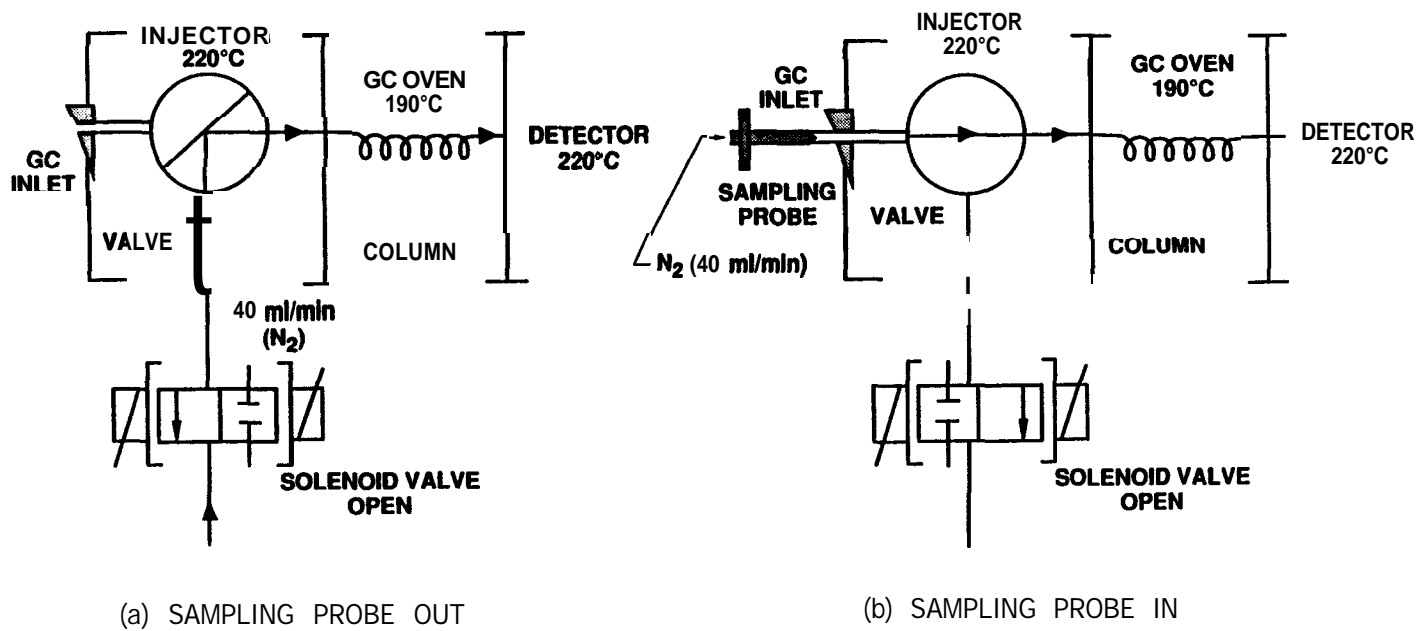 INJECTOR
220°C
GC OVEN
190°C
DETECTOR
220°C
GC
INLET
VALVE
COLUMN
40 ml/min
(N2)
SOLENOID VALVE
OPEN
(a) SAMPLING PROBE OUT
INJECTOR
220°C
GC
INLET
GC OVEN
190°C
DETECTOR
220°C
SAMPLING
PROBE
VALVE
COLUMN
N2 (40 ml/min)
SOLENOID VALVE
OPEN
(b) SAMPLING PROBE IN